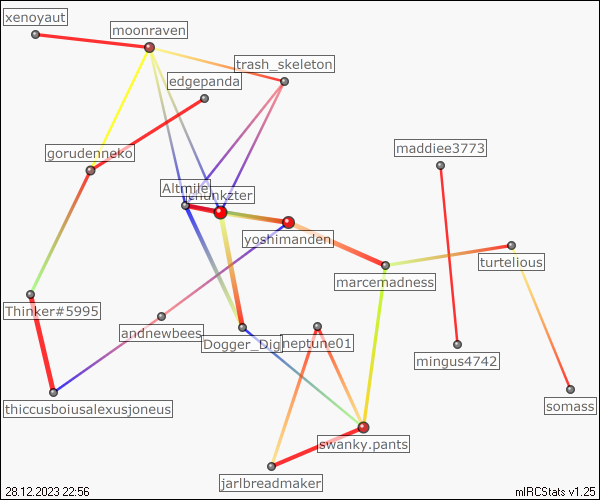 xenoyaut
moonraven
trash_skeleton
edgepanda
maddiee3773
gorudenneko
Altmile
yoshimanden
turtelious
marcemadness
Thinker#5995
andnewbees
Dogger_Dig
neptune01
mingus4742
thiccusboiusalexusjoneus
somass
swanky.pants
jarlbreadmaker
28.12.2023 22:56
mIRCStats v1.25